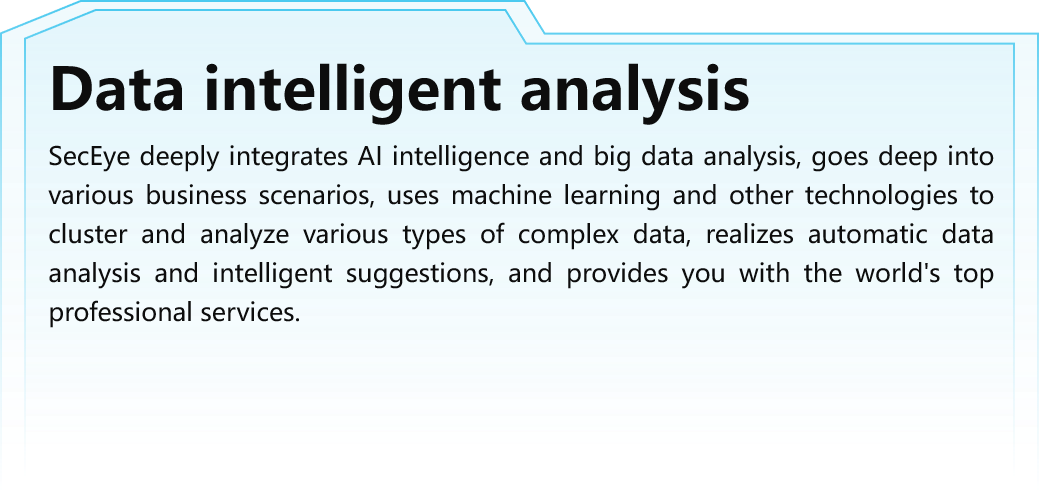 Data intelligent analysis
SecEye deeply integrates AI intelligence and big data analysis, goes deep into
various business scenarios, uses machine learning and other technologies to
cluster and analyze various types of complex data, realizes automatic data
analysis and intelligent suggestions, and provides you with the world's top
professional services.